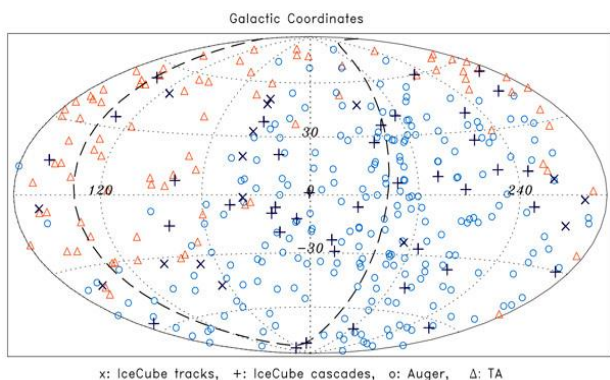 Galactic Coordinates
30
120
0
240
-30
x: IceCube tracks, +: IceCube cascades, o: Auger, Δ: TA